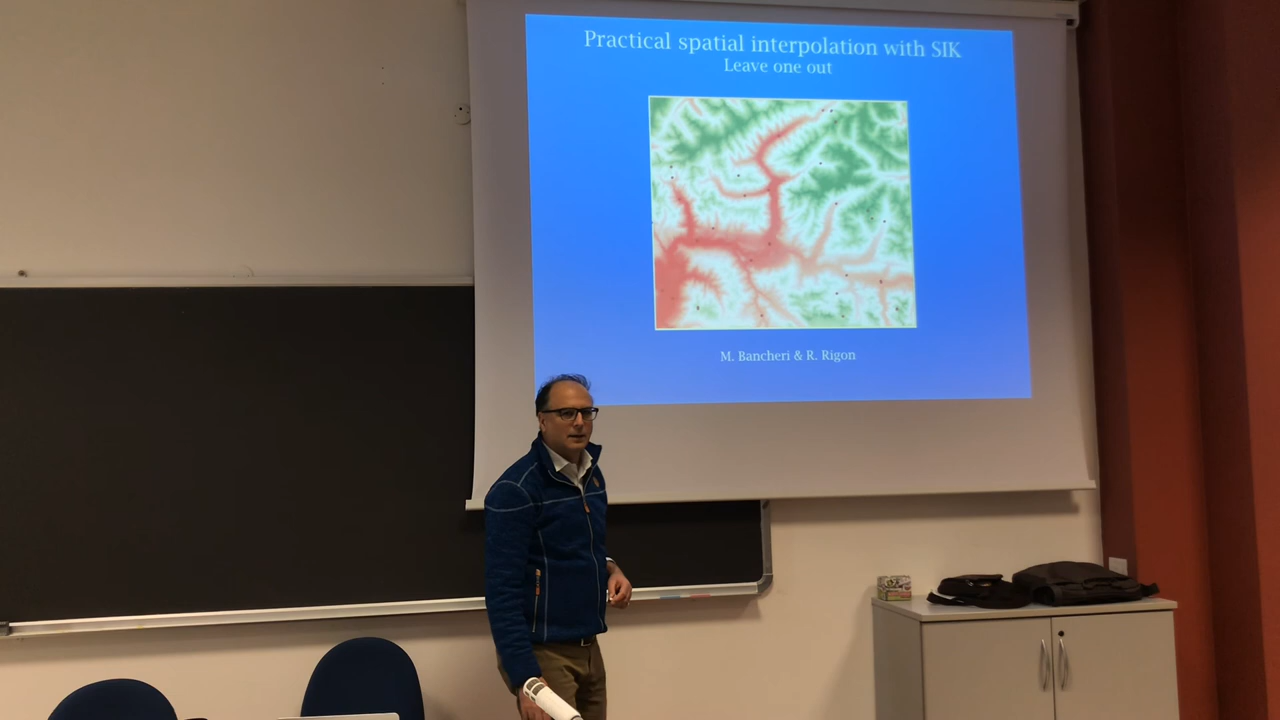 Practical spatial interpolation with SIK
Leave one out
M. Bancheri & R. Rigon